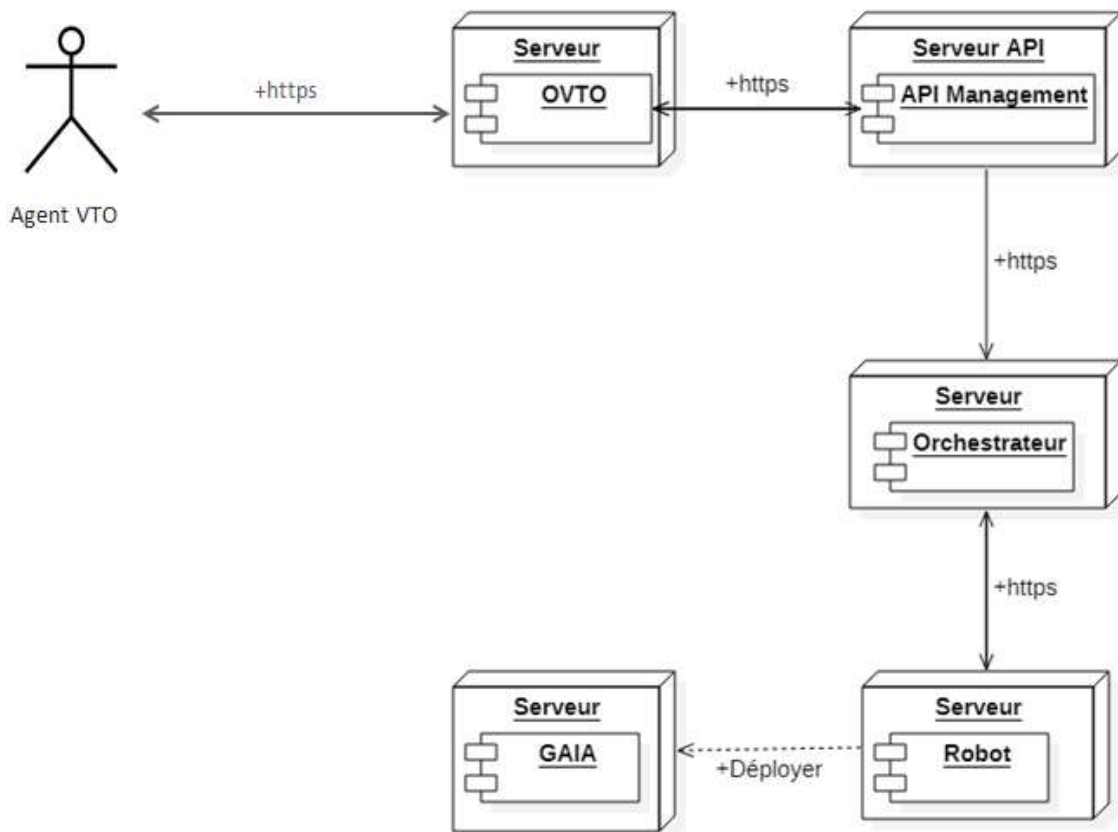 Serveur
OVTO
Serveur API
API Management
+https
+https
Agent VTO
+https
Serveur
Orchestrateur
+https
Serveur
GAIA
Serveur
Robot
+Déployer